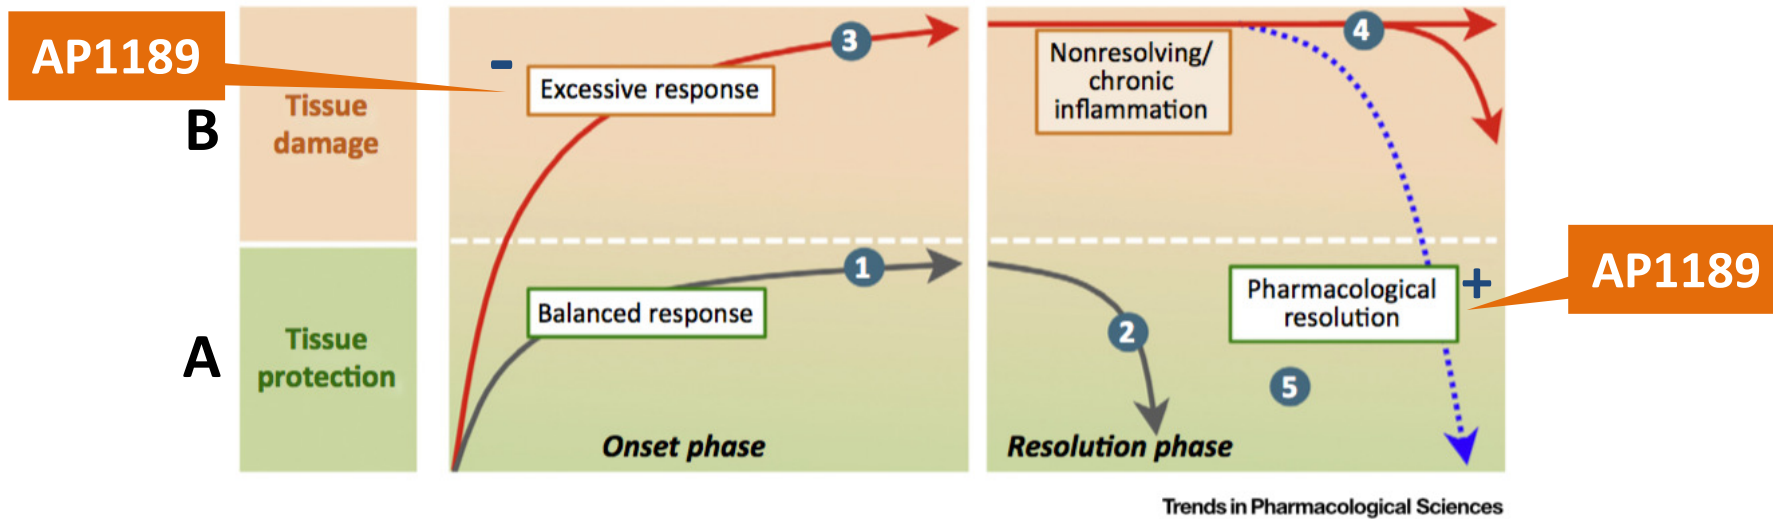 AP1189
B
Tissue
damage
-
Excessive response
3
Nonresolving/
chronic
inflammation
4
A
Tissue
protection
1
Balanced response
Onset phase
2
Pharmacological
resolution
+
AP1189
5
Resolution phase
Trends in Pharmacological Sciences